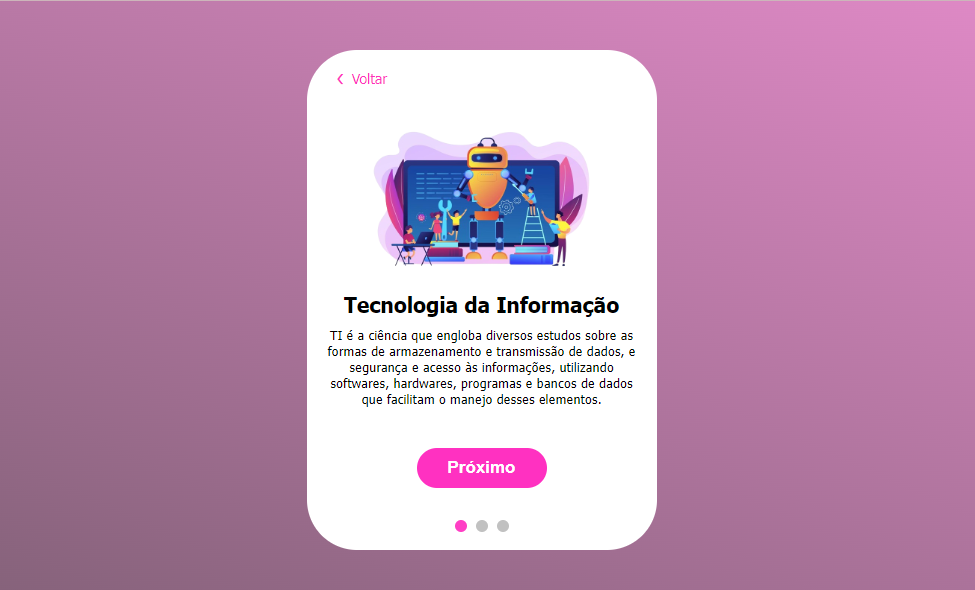 Voltar
Tecnologia da Informação
TI é a ciência que engloba diversos estudos sobre as
formas de armazenamento e transmissão de dados, e
segurança e acesso às informações, utilizando
softwares, hardwares, programas e bancos de dados
que facilitam o manejo desses elementos.
Próximo